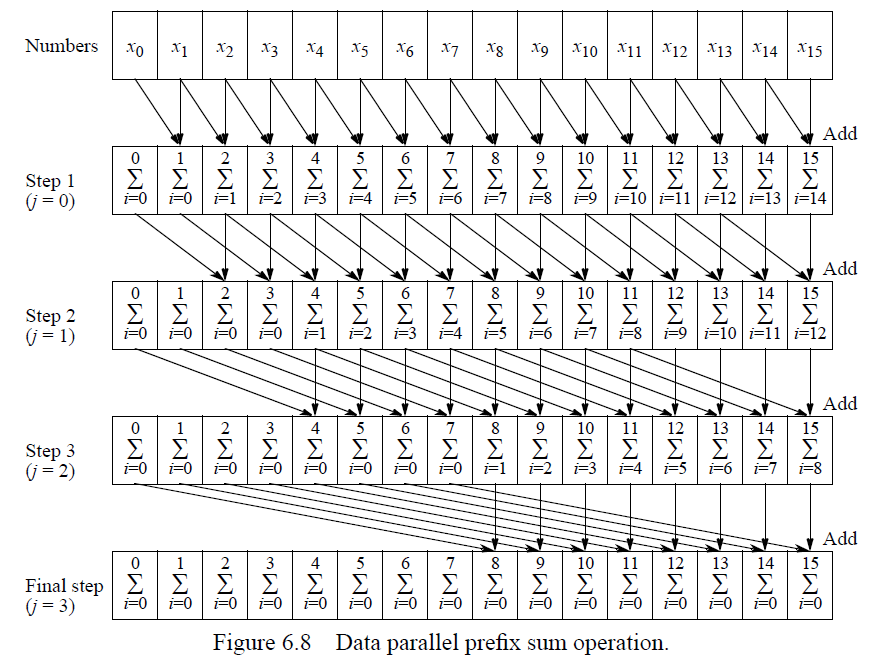 Numbers x0 x1 x2 x3 x4 x5 x6 x7 x8 x9 x10 x11 x12 x13 x14 x15
Add
0 1 2 3 4 5 6 7 8 9 10 11 12 13 14 15
Step 1 ∑ ∑ ∑ ∑ ∑ ∑ ∑ ∑ ∑ ∑ ∑ ∑ ∑ ∑ ∑ ∑
(j = 0) i=0 i=0 i=1 i=2 i=3 i=4 i=5 i=6 i=7 i=8 i=9 i=10 i=11 i=12 i=13 i=14
Add
0 1 2 3 4 5 6 7 8 9 10 11 12 13 14 15
Step 2 ∑ ∑ ∑ ∑ ∑ ∑ ∑ ∑ ∑ ∑ ∑ ∑ ∑ ∑ ∑ ∑
(j = 1) i=0 i=0 i=0 i=0 i=1 i=2 i=3 i=4 i=5 i=6 i=7 i=8 i=9 i=10 i=11 i=12
Add
0 1 2 3 4 5 6 7 8 9 10 11 12 13 14 15
Step 3 ∑ ∑ ∑ ∑ ∑ ∑ ∑ ∑ ∑ ∑ ∑ ∑ ∑ ∑ ∑ ∑
(j = 2) i=0 i=0 i=0 i=0 i=0 i=0 i=0 i=0 i=1 i=2 i=3 i=4 i=5 i=6 i=7 i=8
Add
0 1 2 3 4 5 6 7 8 9 10 11 12 13 14 15
Final step ∑ ∑ ∑ ∑ ∑ ∑ ∑ ∑ ∑ ∑ ∑ ∑ ∑ ∑ ∑ ∑
(j = 3) i=0 i=0 i=0 i=0 i=0 i=0 i=0 i=0 i=0 i=0 i=0 i=0 i=0 i=0 i=0 i=0
Figure 6.8 Data parallel prefix sum operation.